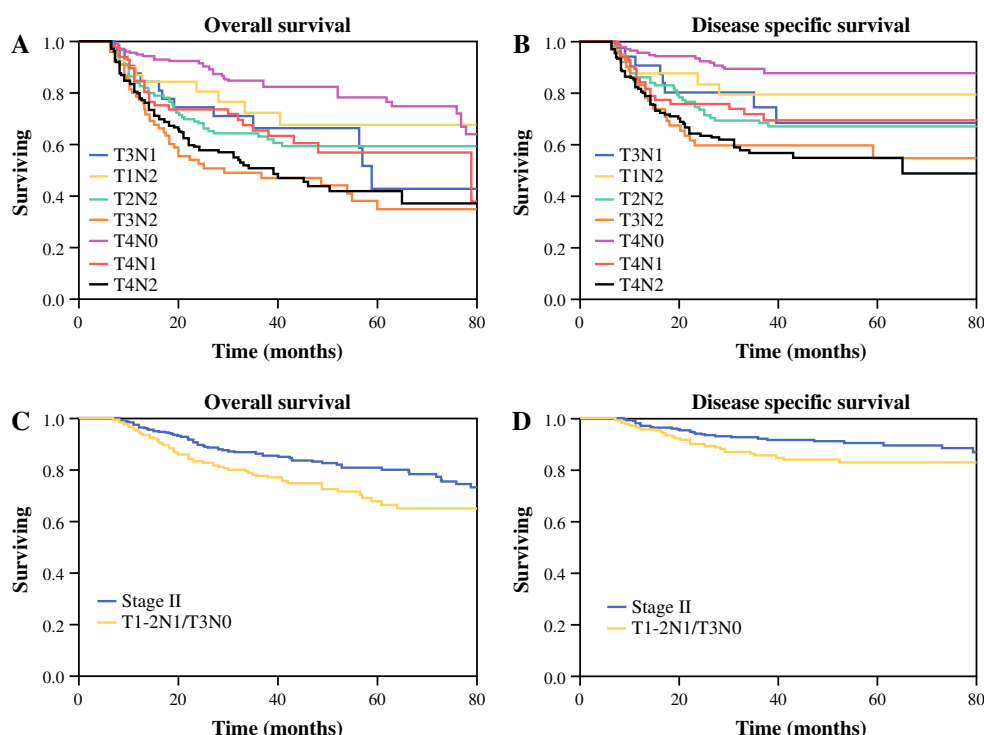 A
Overall survival
1.0
0.8
0.6
0.4
0.2
0.0
Surviving
T3N1
T1N2
T2N2
T3N2
T4N0
T4N1
T4N2
0 20 40 60 80
Time (months)
B
Disease specific survival
1.0
0.8
0.6
0.4
0.2
0.0
Surviving
T3N1
T1N2
T2N2
T3N2
T4N0
T4N1
T4N2
0 20 40 60 80
Time (months)
C
Overall survival
1.0
0.8
0.6
0.4
0.2
0.0
Surviving
Stage II
T1-2N1/T3N0
0 20 40 60 80
Time (months)
D
Disease specific survival
1.0
0.8
0.6
0.4
0.2
0.0
Surviving
Stage II
T1-2N1/T3N0
0 20 40 60 80
Time (months)